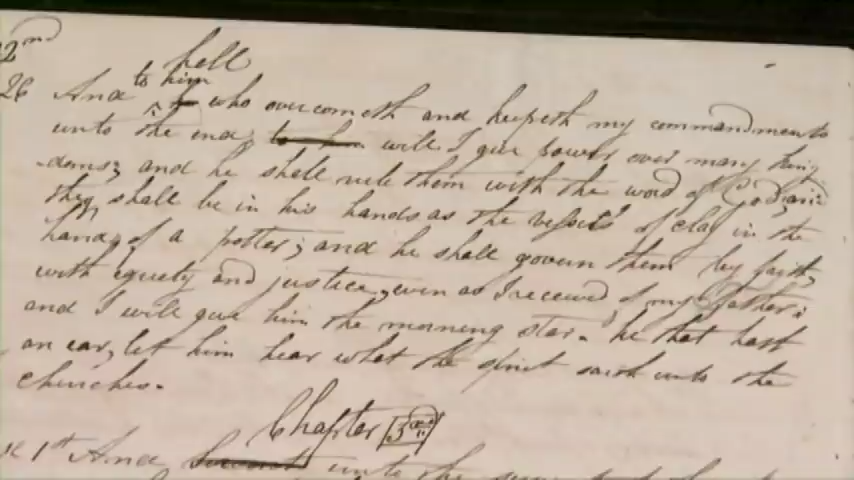 2nd
hell
26 And to him he who overcometh and keepeth my commandments
unto the end, to him will I give power over many king
-doms; and he shall rule them with the word of God; and
they shall be in his hands as the vessels of clay in the
hands of a potter; and he shall govern them by faith,
with equety and justice, even as I received of my Father;
and I will give him the morning star. he that hath
an ear, let him hear what the spirit saith unto the
churches.
Chapter 3rd
1st And unto the